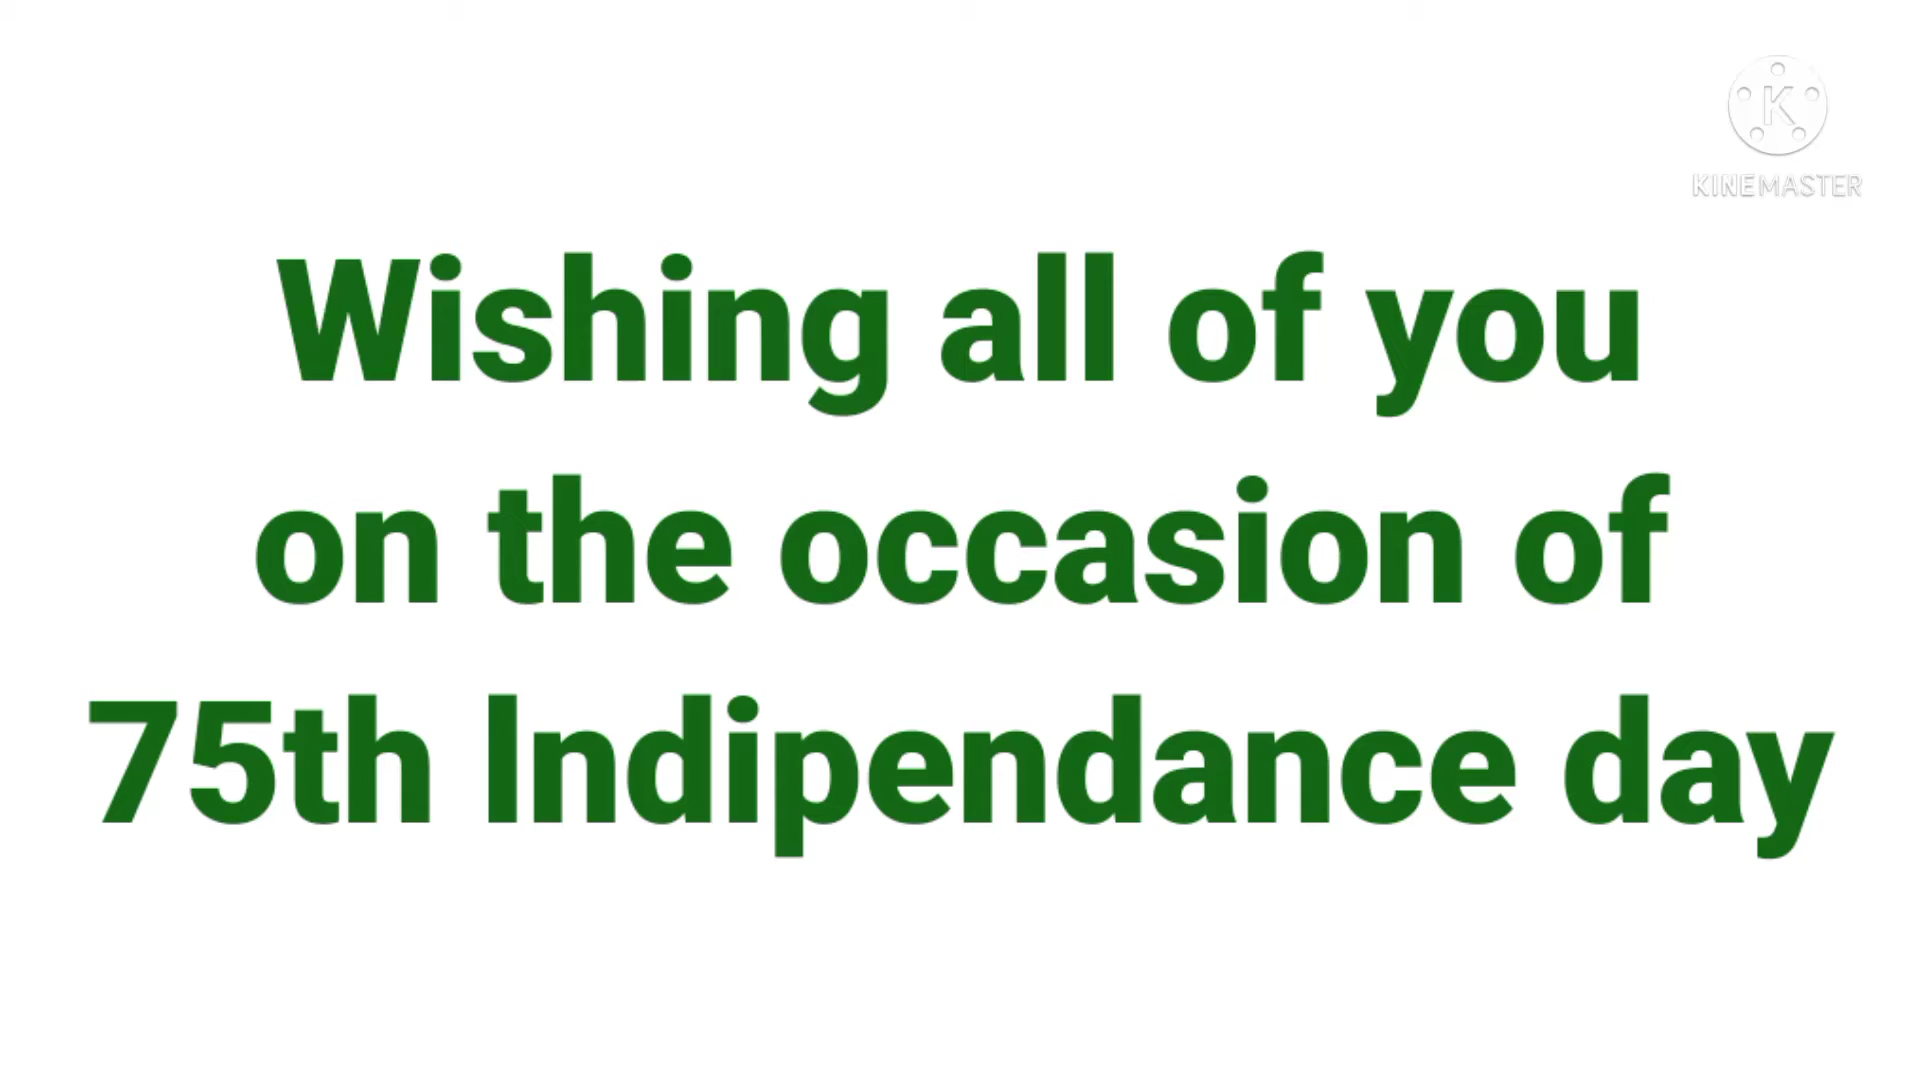 K
KINEMASTER
Wishing all of you
on the occasion of
75th Indipendance day